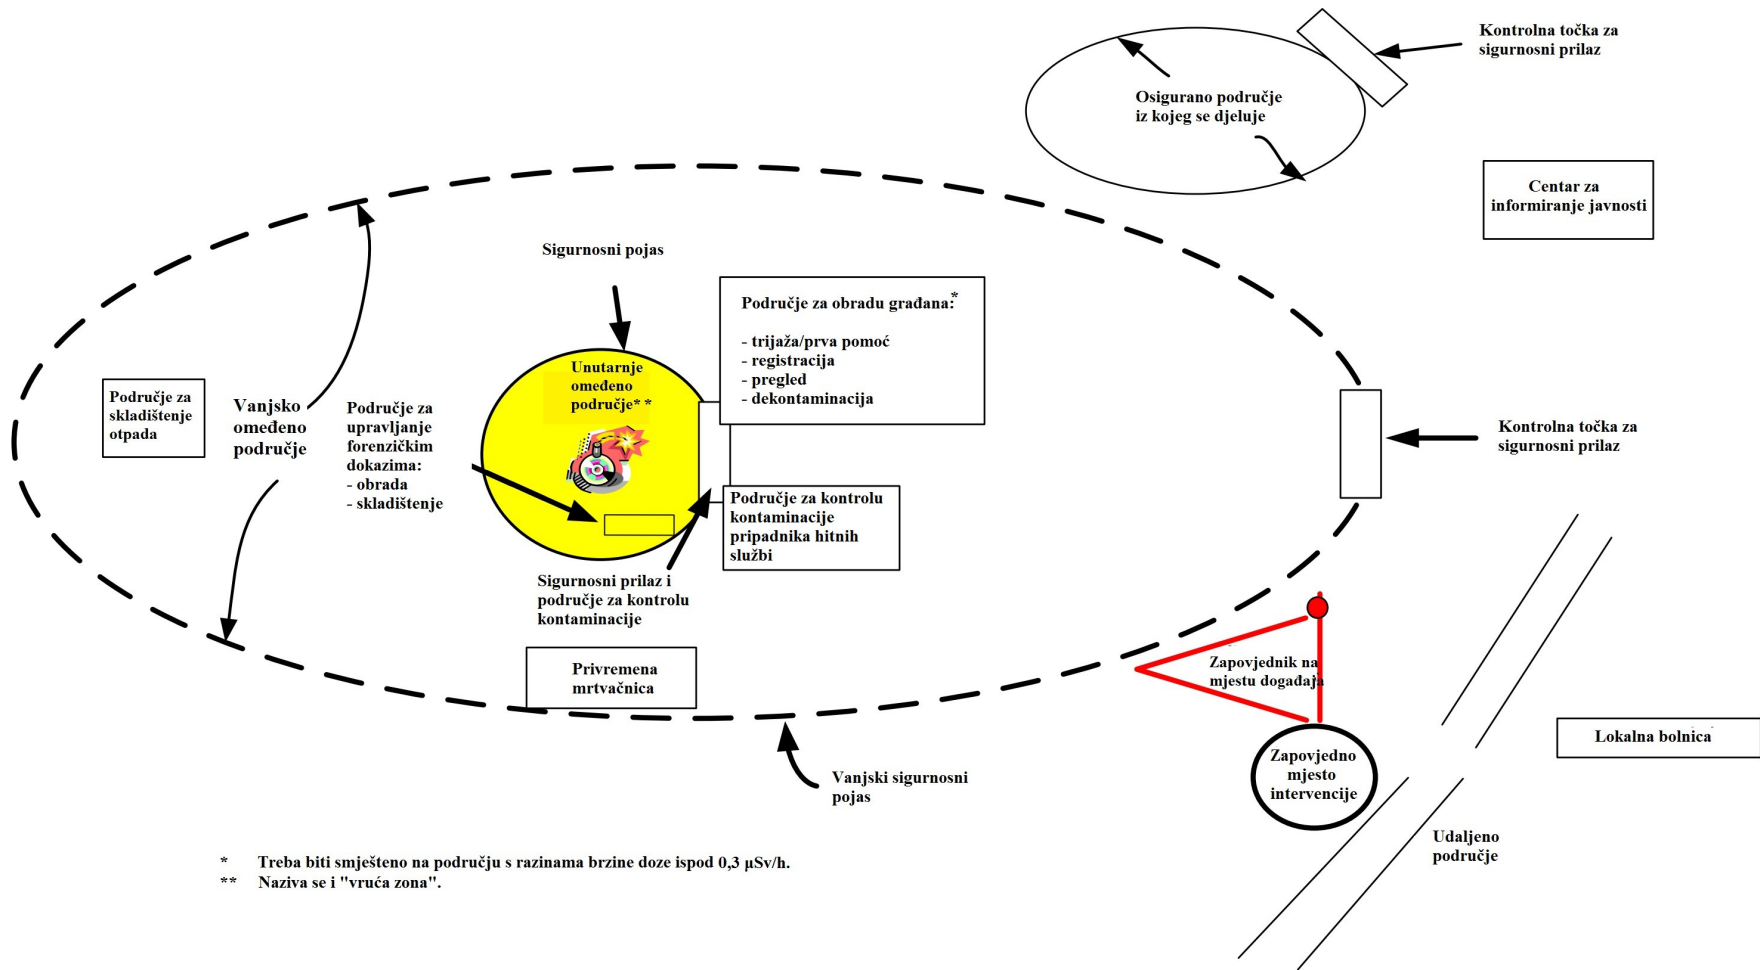 Kontrolna točka za
sigurnosni prilaz
Osigurano područje
iz kojeg se djeluje
Centar za
informiranje javnosti
Sigurnosni pojas
Područje za obradu građana:*
- trijaža/prva pomoć
- registracija
- pregled
- dekontaminacija
Unutarnje
omeđeno
područje**
Područje za
skladištenje
otpada
Vanjsko
omeđeno
područje
Područje za
upravljanje
forenzičkim
dokazima:
- obrada
- skladištenje
Kontrolna točka za
sigurnosni prilaz
Područje za kontrolu
kontaminacije
pripadnika hitnih
službi
Sigurnosni prilaz i
područje za kontrolu
kontaminacije
Privremena
mrtvačnica
Zapovjednik na
mjestu događaja
Zapovjedno
mjesto
intervencije
Lokalna bolnica
Vanjski sigurnosni
pojas
Udaljeno
područje
* Treba biti smješteno na području s razinama brzine doze ispod 0,3 µSv/h.
** Naziva se i "vruća zona".